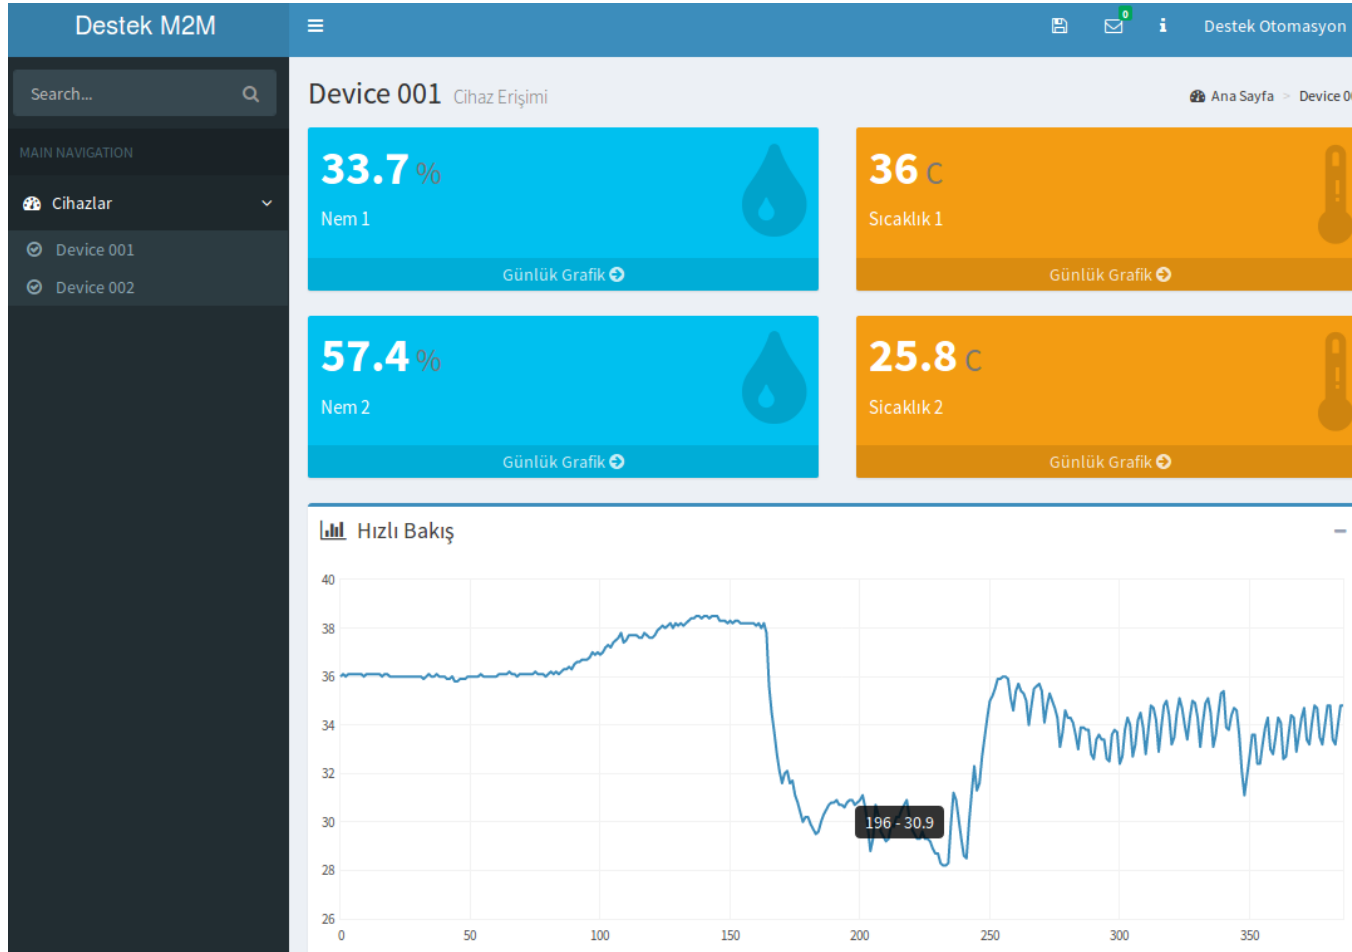 Destek M2M
0
Destek Otomasyon
Search...
Device 001 Cihaz Erişimi
Ana Sayfa > Device 0
MAIN NAVIGATION
Cihazlar
Device 001
Device 002
33.7 %
Nem 1
Günlük Grafik
36 C
Sıcaklık 1
Günlük Grafik
57.4 %
Nem 2
Günlük Grafik
25.8 C
Sicaklık 2
Günlük Grafik
Hızlı Bakış
40
38
36
34
32
30
28
26
196 - 30.9
0 50 100 150 200 250 300 350